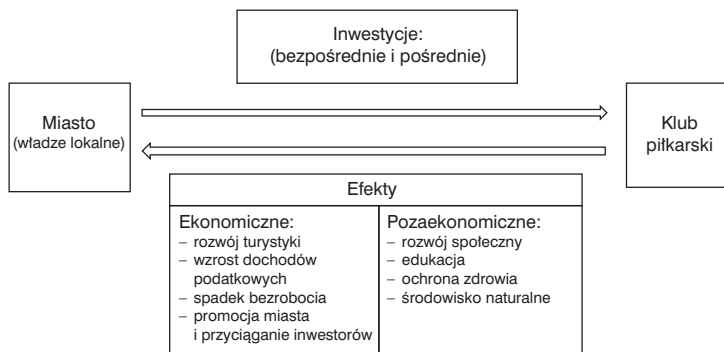 Inwestycje:
(bezpośrednie i pośrednie)
Miasto
(władze lokalne)
Klub
piłkarski
Efekty
Ekonomiczne:
– rozwój turystyki
– wzrost dochodów
podatkowych
– spadek bezrobocia
– promocja miasta
i przyciąganie inwestorów
Pozaekonomiczne:
– rozwój społeczny
– edukacja
– ochrona zdrowia
– środowisko naturalne